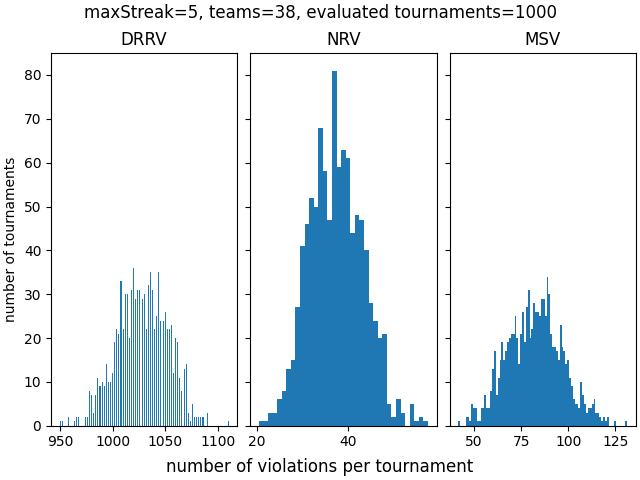 maxStreak=5, teams=38, evaluated tournaments=1000
DRRV NRV MSV
number of tournaments
80
70
60
50
40
30
20
10
0
950 1000 1050 1100 20 40 50 75 100 125
number of violations per tournament